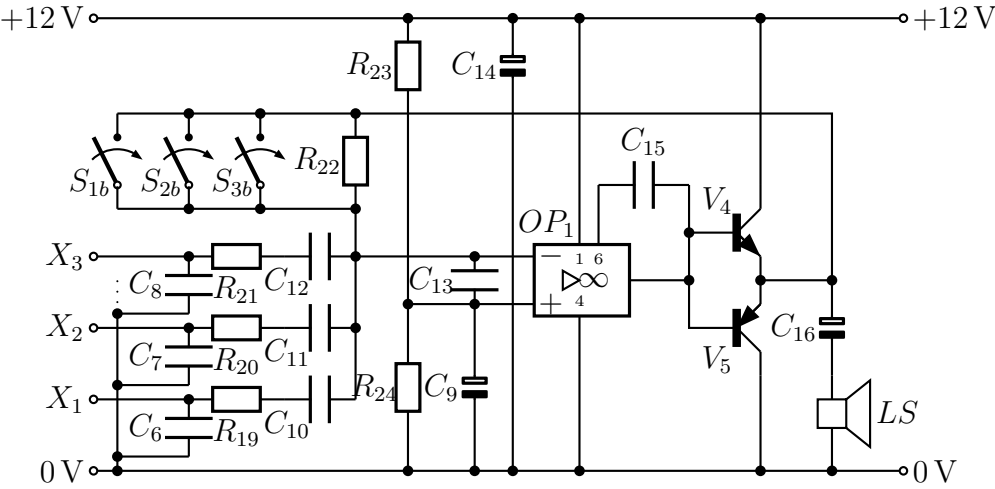 +12 V +12 V
R23 C14
C15
S1b S2b S3b R22 V4
OP1
X3 − 1 6
C8 R21 C12 C13 ▷∞
+ 4
X2 C16
C7 R20 C11 V5
X1 R24 C9 LS
C6 R19 C10
0 V 0 V